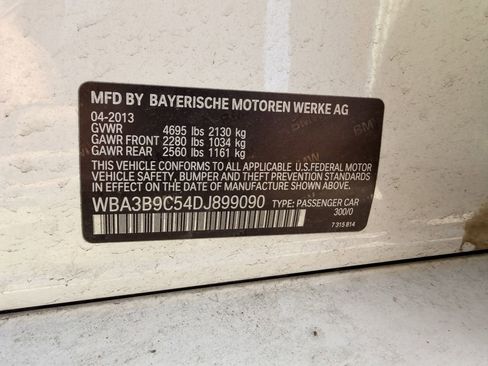 MFD BY BAYERISCHE MOTOREN WERKE AG
04-2013
GVWR 4695 lbs 2130 kg
GAWR FRONT 2280 lbs 1034 kg
GAWR REAR 2560 lbs 1161 kg
THIS VEHICLE CONFORMS TO ALL APPLICABLE U.S.FEDERAL MOTOR
VEHICLE SAFETY, BUMPER, AND THEFT PREVENTION STANDARDS
IN EFFECT ON THE DATE OF MANUFACTURE SHOWN ABOVE.
WBA3B9C54DJ899090 TYPE: PASSENGER CAR
300/0
7 315 814